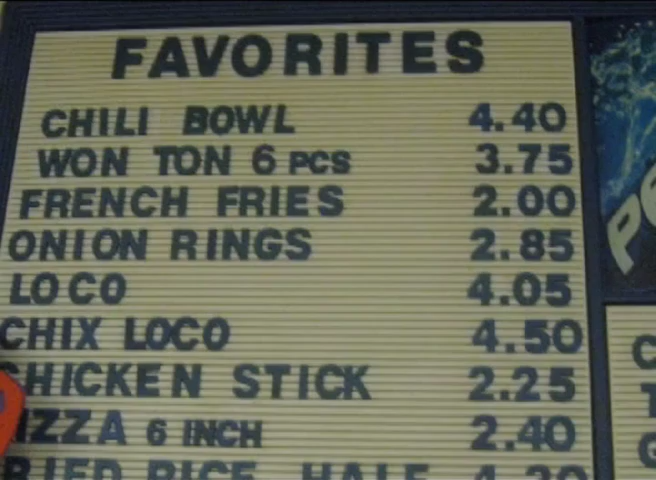 FAVORITES
CHILI BOWL 4.40
WON TON 6 PCS 3.75
FRENCH FRIES 2.00
ONION RINGS 2.85
LOCO 4.05
CHIX LOCO 4.50
CHICKEN STICK 2.25
PIZZA 6 INCH 2.40
FRIED RICE HALF 4.20